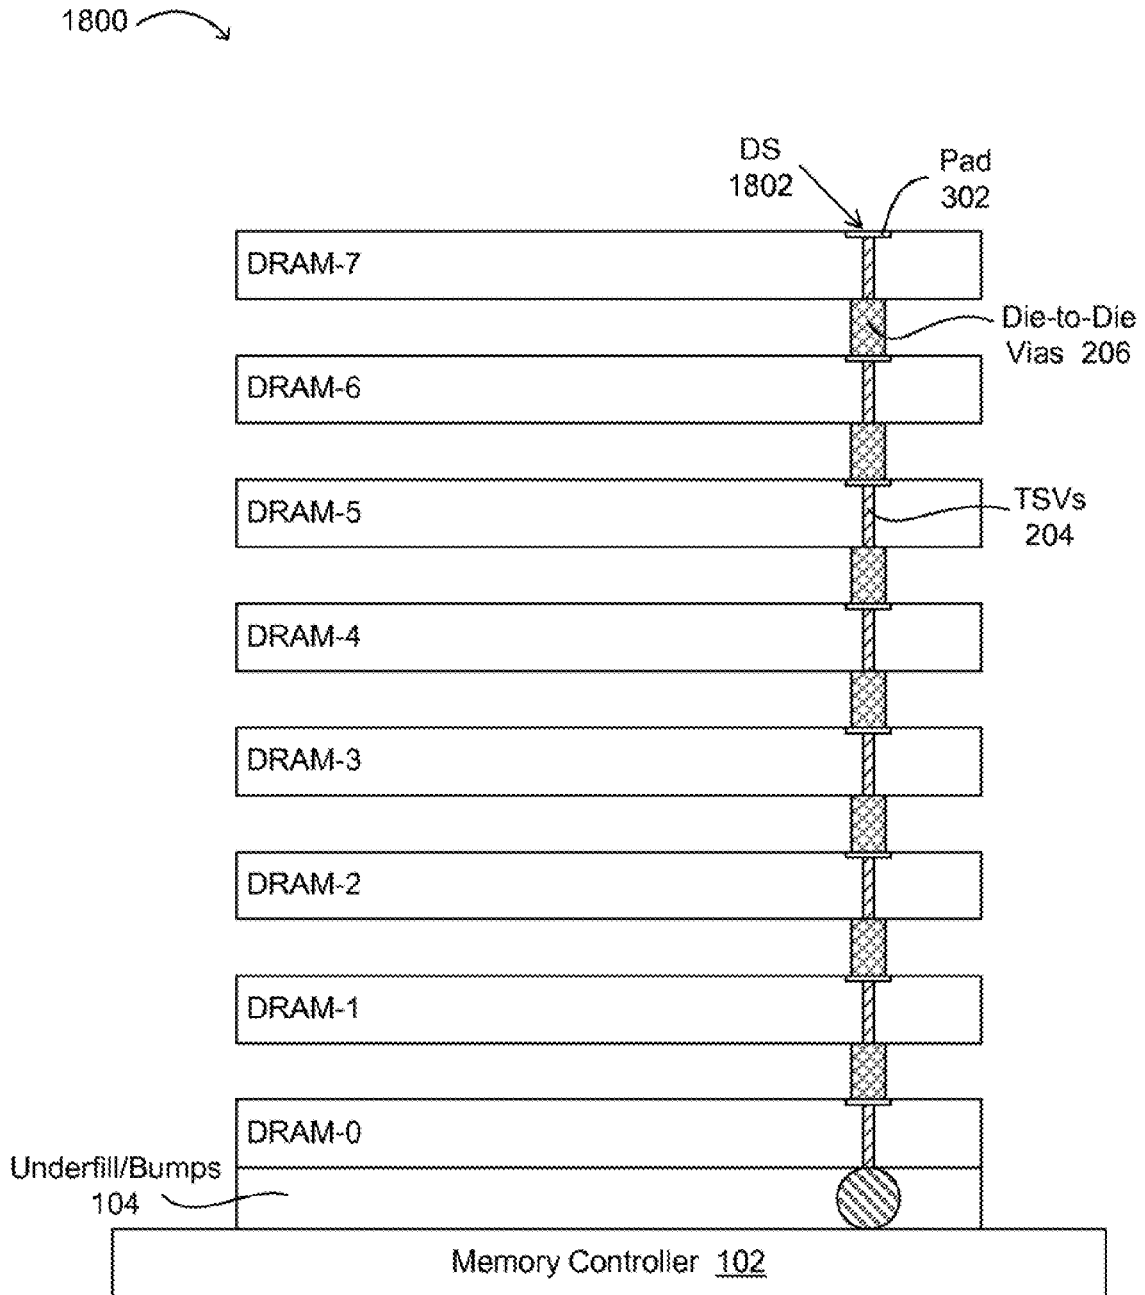 1800
DS
1802
Pad
302
DRAM-7
Die-to-Die
Vias 206
DRAM-6
DRAM-5
TSVs
204
DRAM-4
DRAM-3
DRAM-2
DRAM-1
DRAM-0
Underfill/Bumps
104
Memory Controller 102